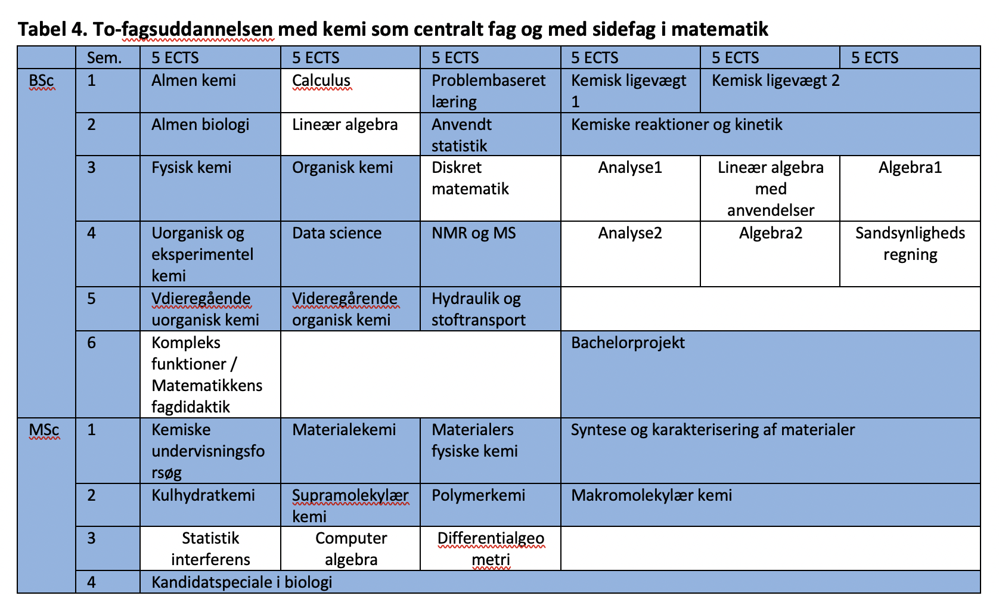 Tabel 4. To-fagsuddannelsen med kemi som centralt fag og med sidefag i matematik
Sem. 5 ECTS 5 ECTS 5 ECTS 5 ECTS 5 ECTS 5 ECTS
BSc 1 Almen kemi Calculus Problembaseret Kemisk ligevægt Kemisk ligevægt 2
læring 1
2 Almen biologi Lineær algebra Anvendt Kemiske reaktioner og kinetik
statistik
3 Fysisk kemi Organisk kemi Diskret Analyse1 Lineær algebra Algebra1
matematik med
anvendelser
4 Uorganisk og Data science NMR og MS Analyse2 Algebra2 Sandsynligheds
eksperimentel regning
kemi
5 Vdieregående Videregårende Hydraulik og
uorganisk kemi organisk kemi stoftransport
6 Kompleks Bachelorprojekt
funktioner /
Matematikkens
fagdidaktik
MSc 1 Kemiske Materialekemi Materialers Syntese og karakterisering af materialer
undervisningsfo fysiske kemi
rsøg
2 Kulhydratkemi Supramolekylær Polymerkemi Makromolekylær kemi
kemi
3 Statistik Computer Differentialgeo
interferens algebra metri
4 Kandidatspeciale i biologi